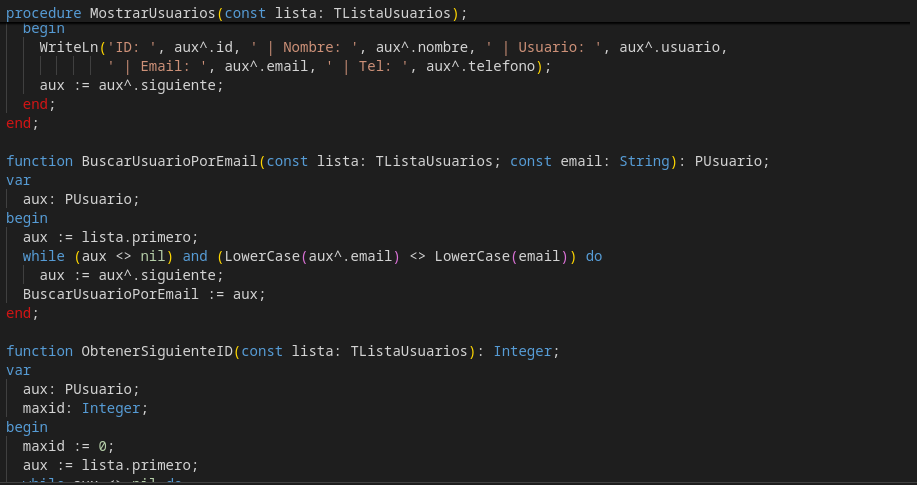 procedure MostrarUsuarios(const lista: TListaUsuarios);
  begin
    WriteLn('ID: ', aux^.id, ' | Nombre: ', aux^.nombre, ' | Usuario: ', aux^.usuario,
            ' | Email: ', aux^.email, ' | Tel: ', aux^.telefono);
    aux := aux^.siguiente;
  end;
end;

function BuscarUsuarioPorEmail(const lista: TListaUsuarios; const email: String): PUsuario;
var
  aux: PUsuario;
begin
  aux := lista.primero;
  while (aux <> nil) and (LowerCase(aux^.email) <> LowerCase(email)) do
    aux := aux^.siguiente;
  BuscarUsuarioPorEmail := aux;
end;

function ObtenerSiguienteID(const lista: TListaUsuarios): Integer;
var
  aux: PUsuario;
  maxid: Integer;
begin
  maxid := 0;
  aux := lista.primero;
  while aux <> nil do